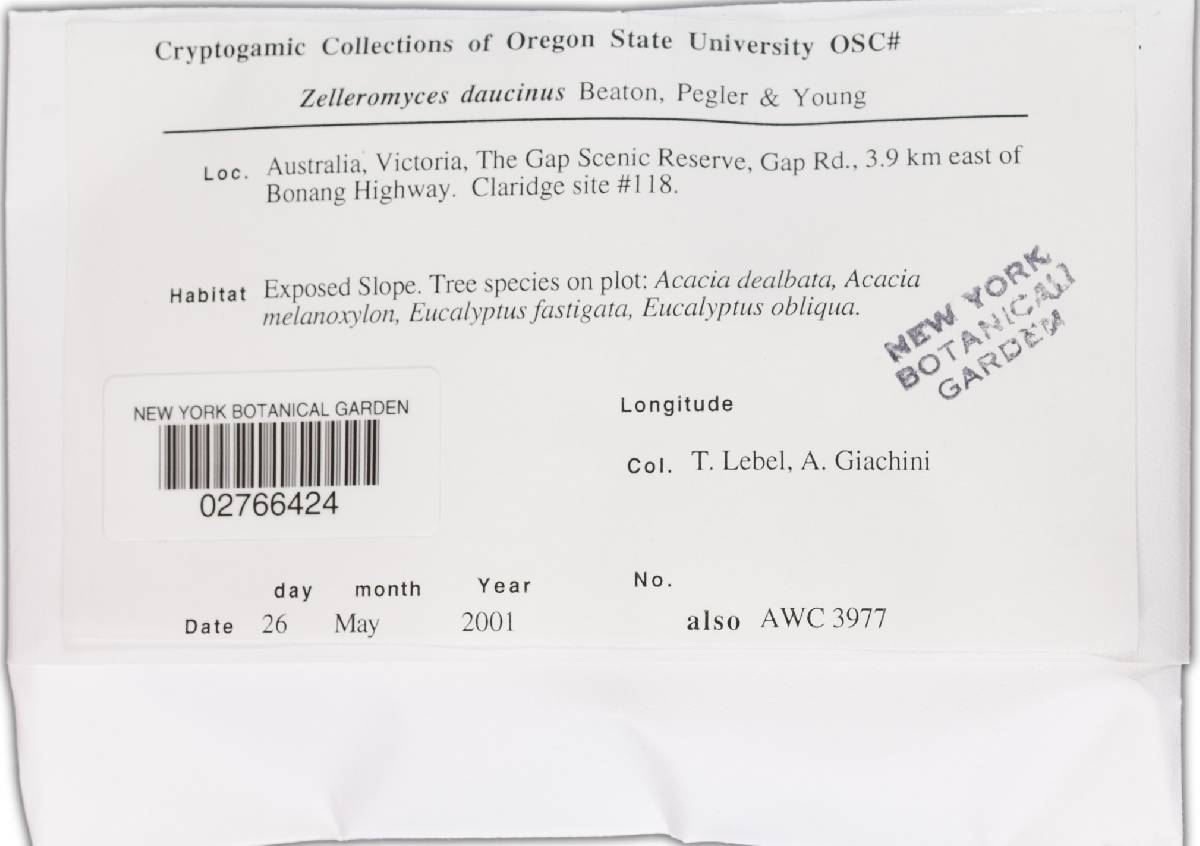 Cryptogamic Collections of Oregon State University OSC#
Zelleromyces daucinus Beaton, Pegler & Young
Loc. Australia, Victoria, The Gap Scenic Reserve, Gap Rd., 3.9 km east of
Bonang Highway. Claridge site #118.
Habitat Exposed Slope. Tree species on plot: Acacia dealbata, Acacia
melanoxylon, Eucalyptus fastigata, Eucalyptus obliqua.
NEW YORK
BOTANICAL
GARDEN
NEW YORK BOTANICAL GARDEN
02766424
Longitude
Col. T. Lebel, A. Giachini
day month Year
Date 26 May 2001
No.
also AWC 3977